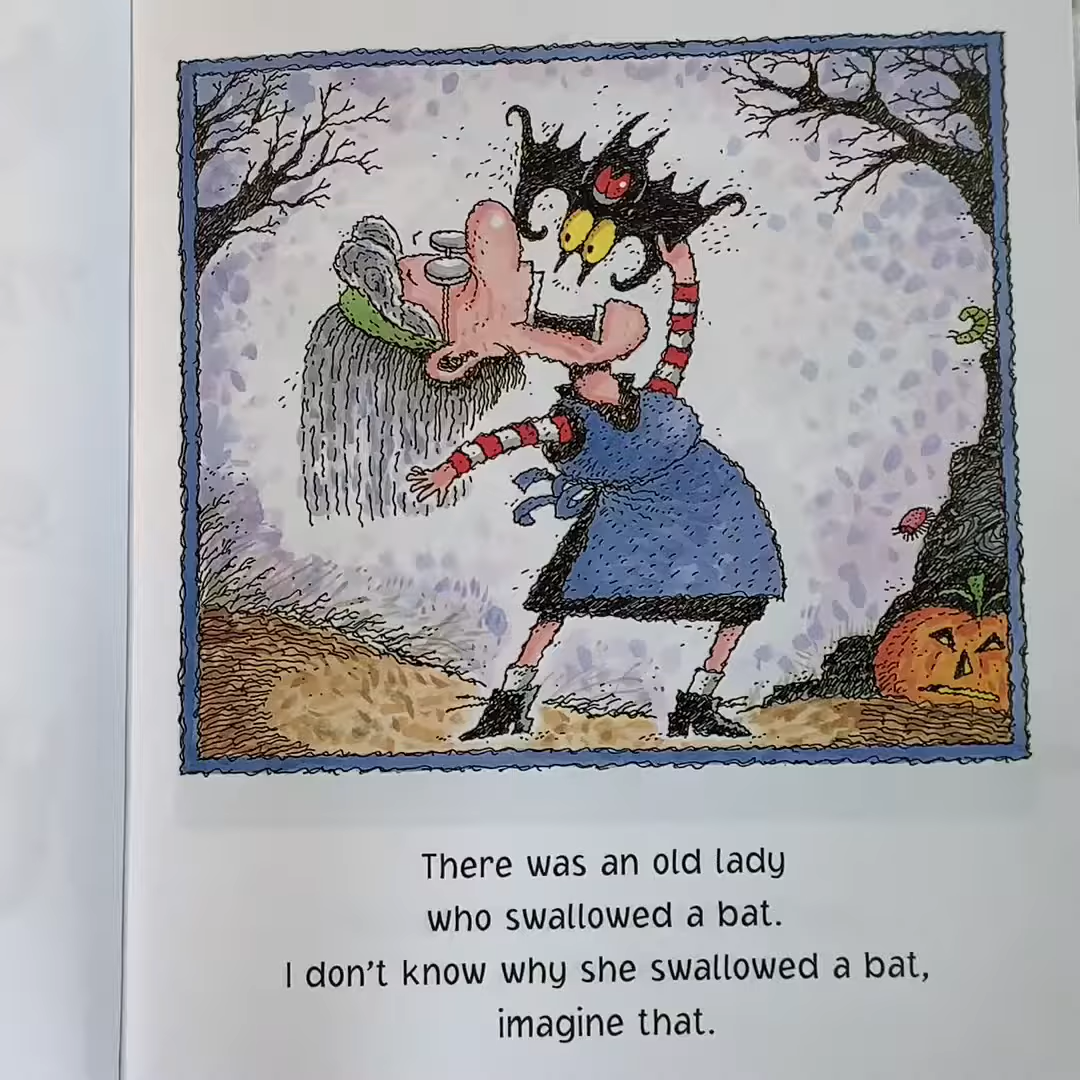 There was an old lady
who swallowed a bat.
I don't know why she swallowed a bat,
imagine that.